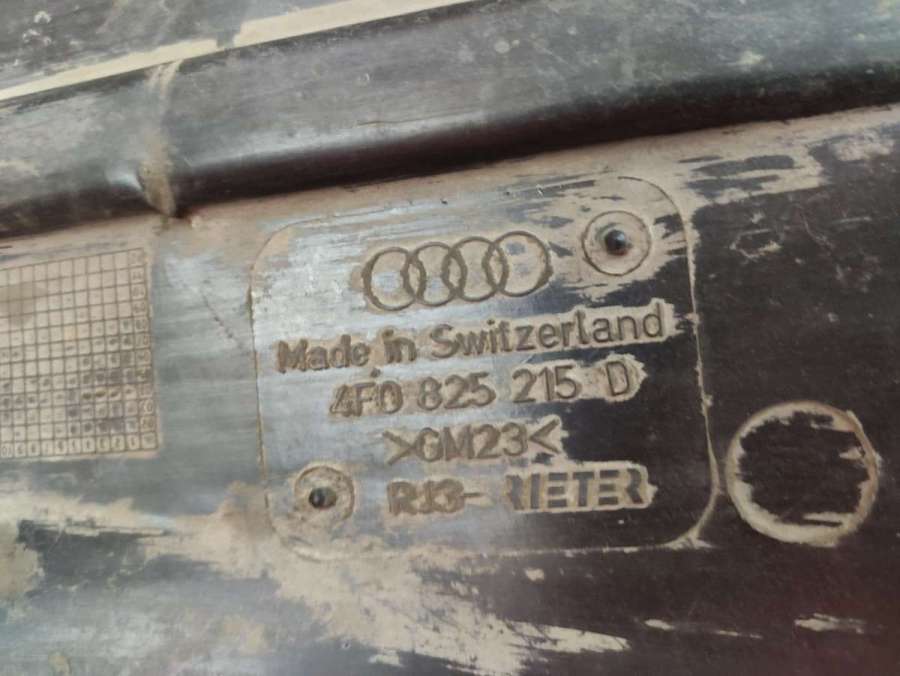 Made in Switzerland
4F0 825 215 D
>GM23<
R13- RIETER